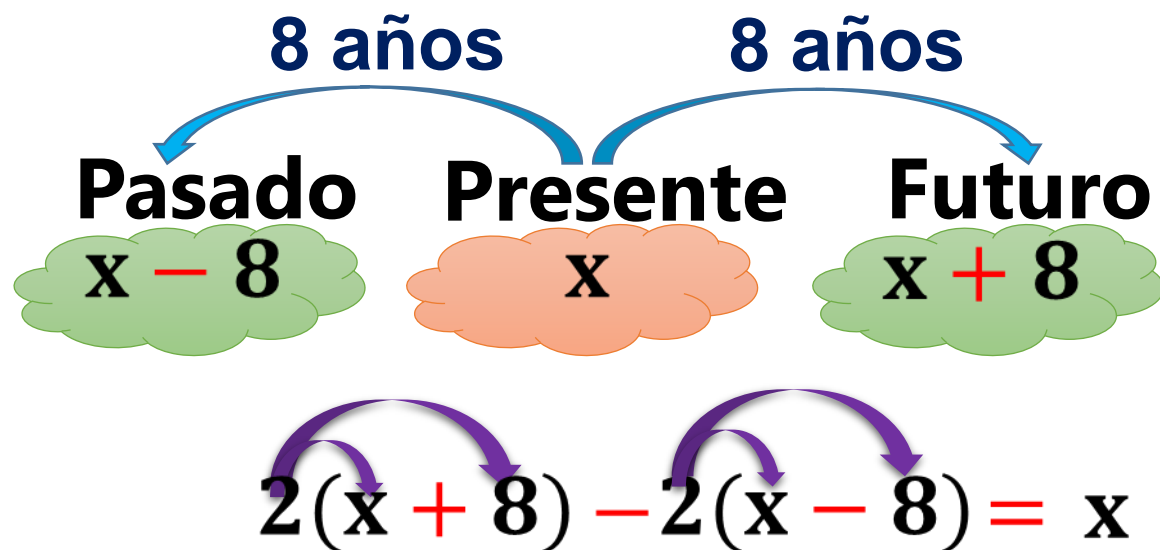 8 años 8 años
Pasado Presente Futuro
x − 8 x x + 8
2(x + 8) − 2(x − 8) = x